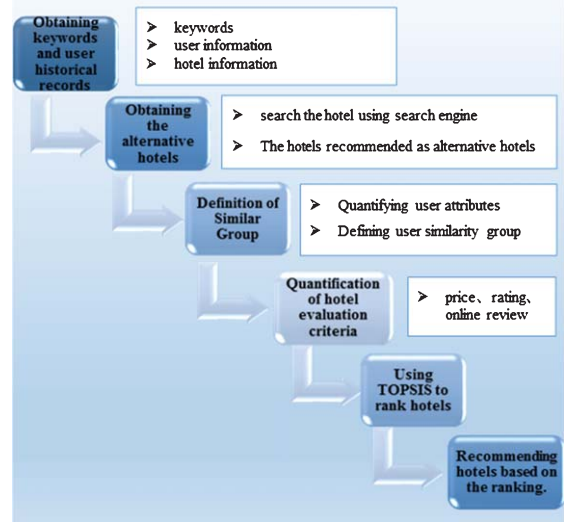 Obtaining
keywords
and user
historical
records
➢ keywords
➢ user information
➢ hotel information
Obtaining
the
alternative
hotels
➢ search the hotel using search engine
➢ The hotels recommended as alternative hotels
Definition of
Similar
Group
➢ Quantifying user attributes
➢ Defining user similarity group
Quantification
of hotel
evaluation
criteria
➢ price、rating、
online review
Using
TOPSIS to
rank hotels
Recommending
hotels based on
the ranking.